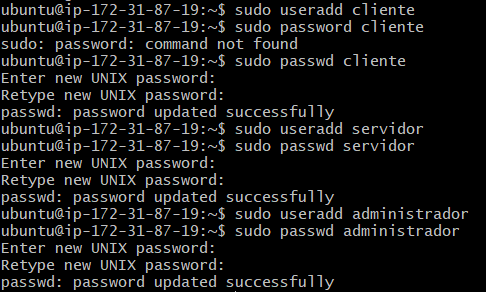 ubuntu@ip-172-31-87-19:~$ sudo useradd cliente
ubuntu@ip-172-31-87-19:~$ sudo password cliente
sudo: password: command not found
ubuntu@ip-172-31-87-19:~$ sudo passwd cliente
Enter new UNIX password:
Retype new UNIX password:
passwd: password updated successfully
ubuntu@ip-172-31-87-19:~$ sudo useradd servidor
ubuntu@ip-172-31-87-19:~$ sudo passwd servidor
Enter new UNIX password:
Retype new UNIX password:
passwd: password updated successfully
ubuntu@ip-172-31-87-19:~$ sudo useradd administrador
ubuntu@ip-172-31-87-19:~$ sudo passwd administrador
Enter new UNIX password:
Retype new UNIX password:
passwd: password updated successfully